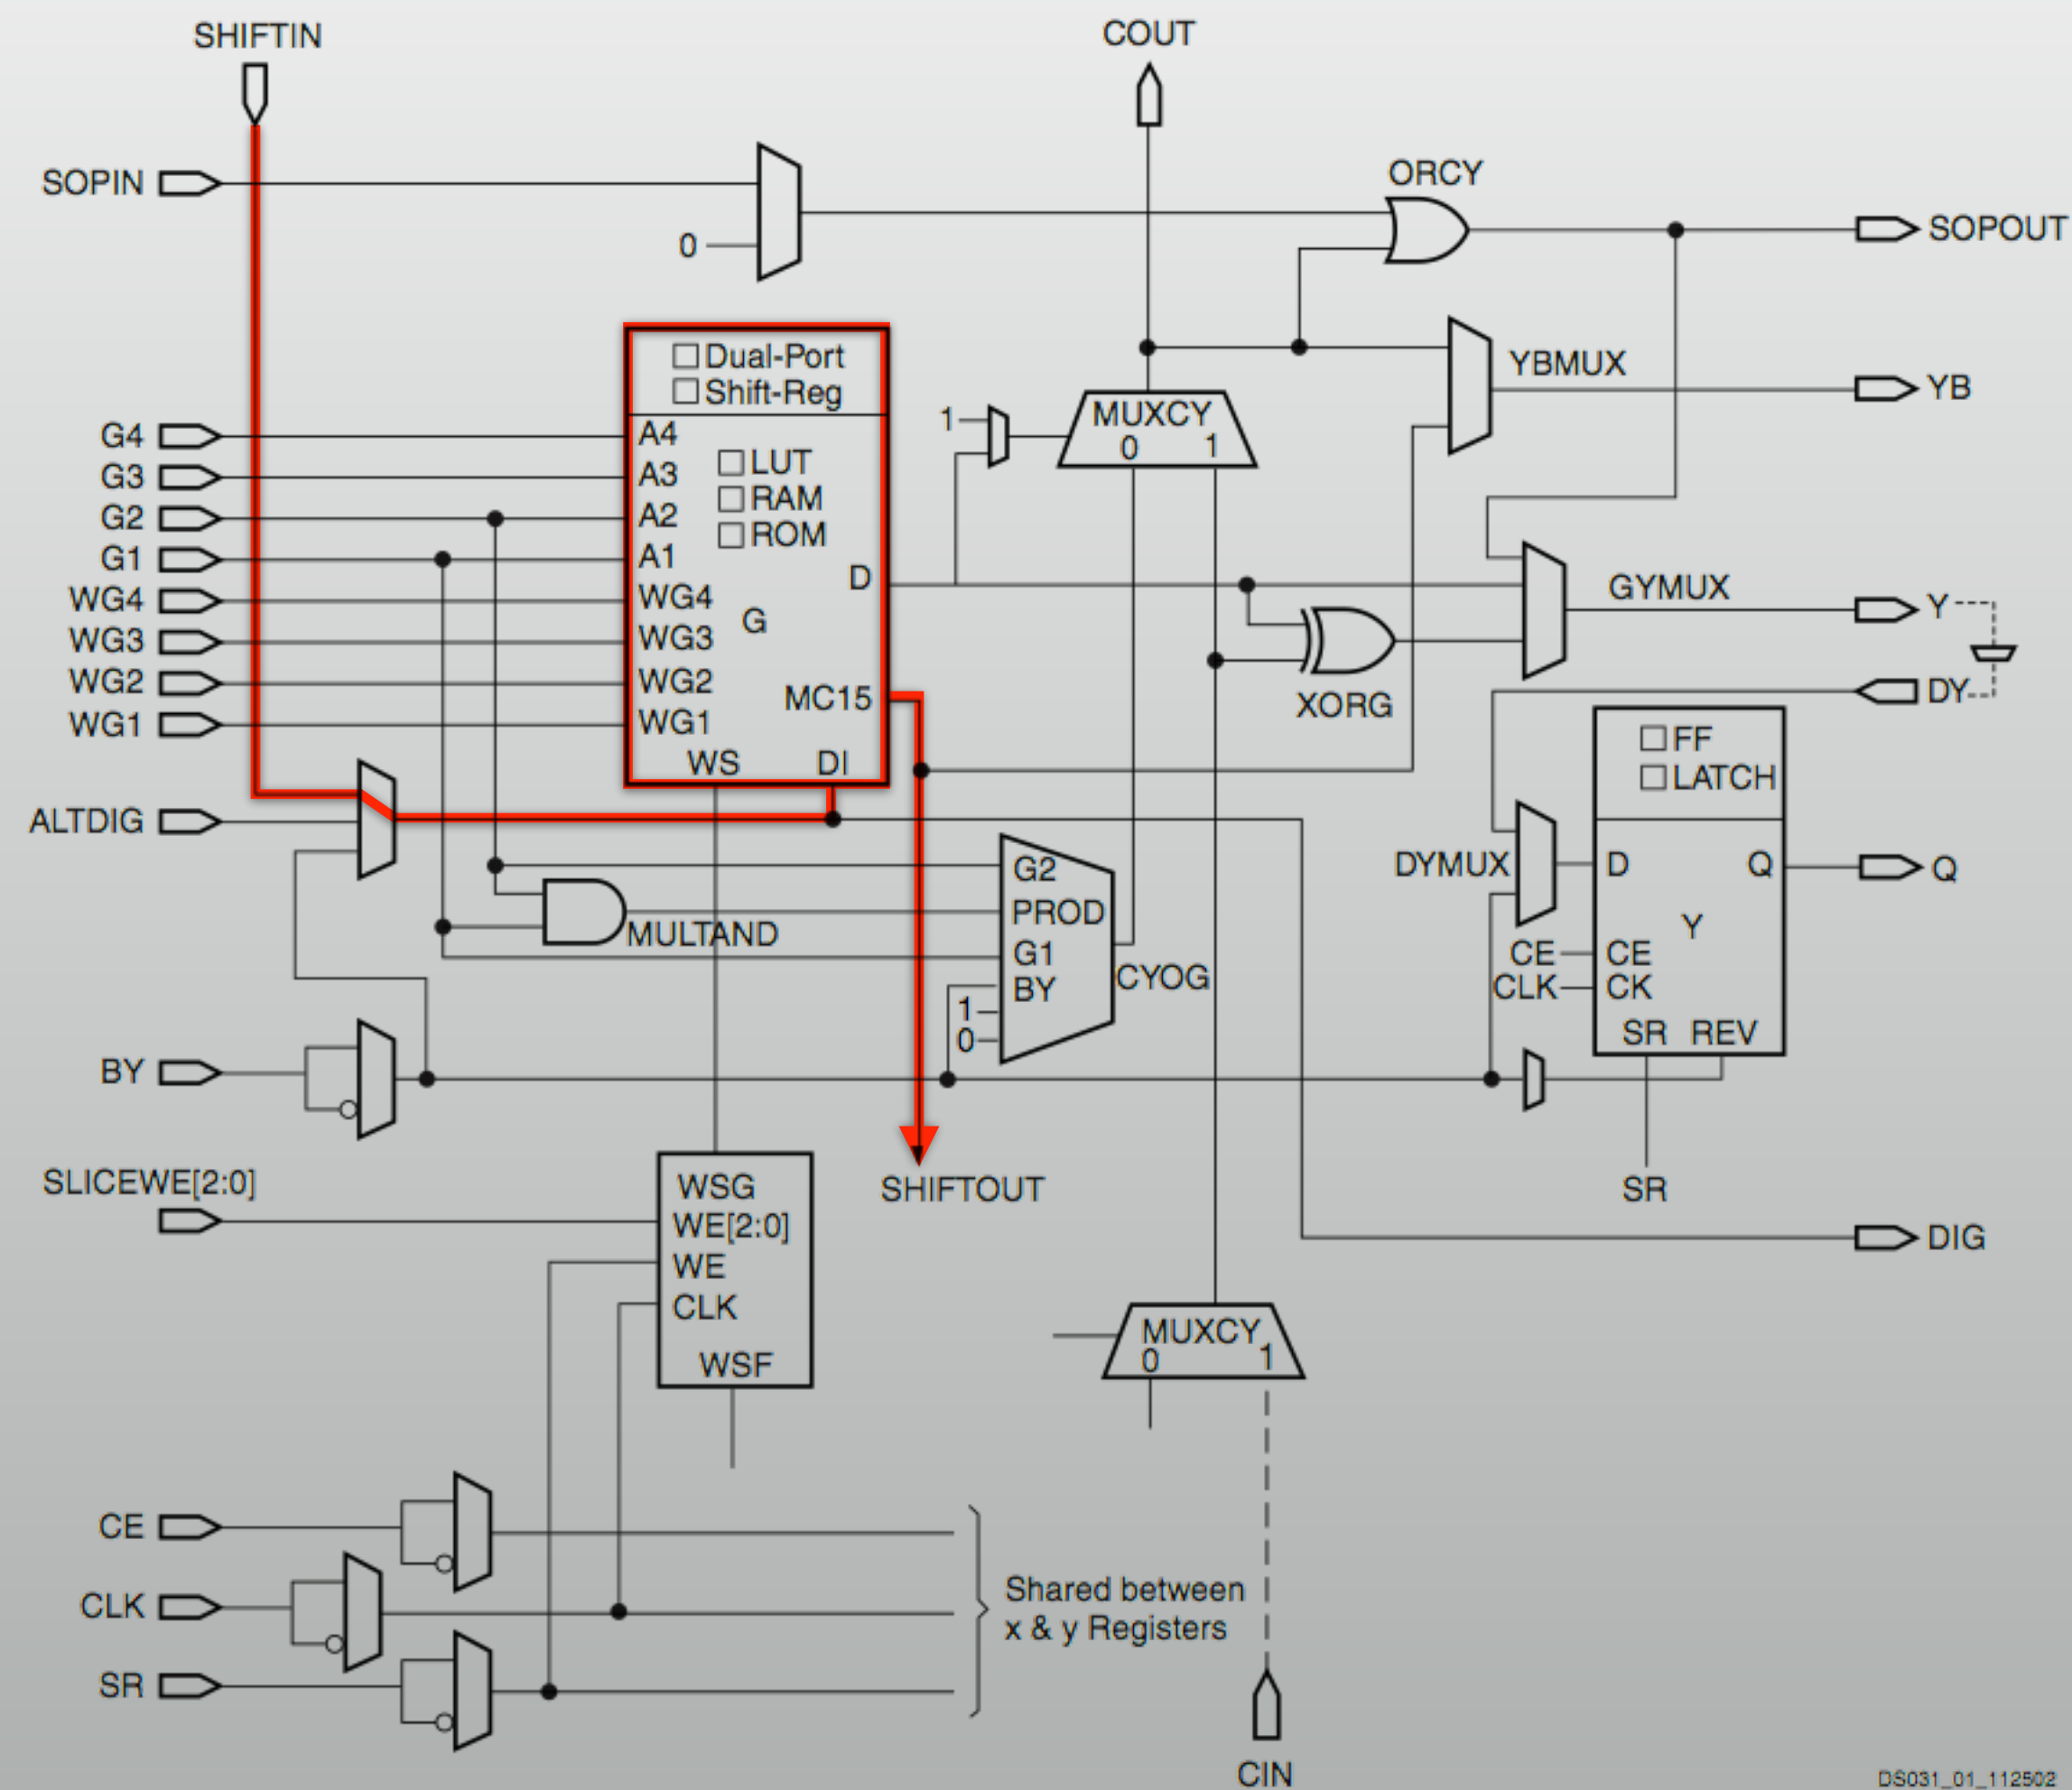 SHIFTIN
COUT
SOPIN
ORCY
SOPOUT
0
Dual-Port
Shift-Reg
YBMUX
YB
1
MUXCY
0 1
G4
A4
LUT
G3
A3
RAM
G2
A2
ROM
G1
A1
D
WG4
WG4
G
GYMUX
Y
WG3
WG3
WG2
WG2
MC15
XORG
DY
WG1
WG1
WS
DI
FF
LATCH
ALTDIG
G2
DYMUX
D
Q
Q
PROD
MULTAND
Y
G1
CYOG
CE
CE
BY
CLK
CK
1
0
SR REV
BY
SLICEWE[2:0]
WSG
SHIFTOUT
SR
WE[2:0]
DIG
WE
CLK
MUXCY
0 1
WSF
CE
CLK
Shared between
x & y Registers
SR
CIN
DS031_01_112502